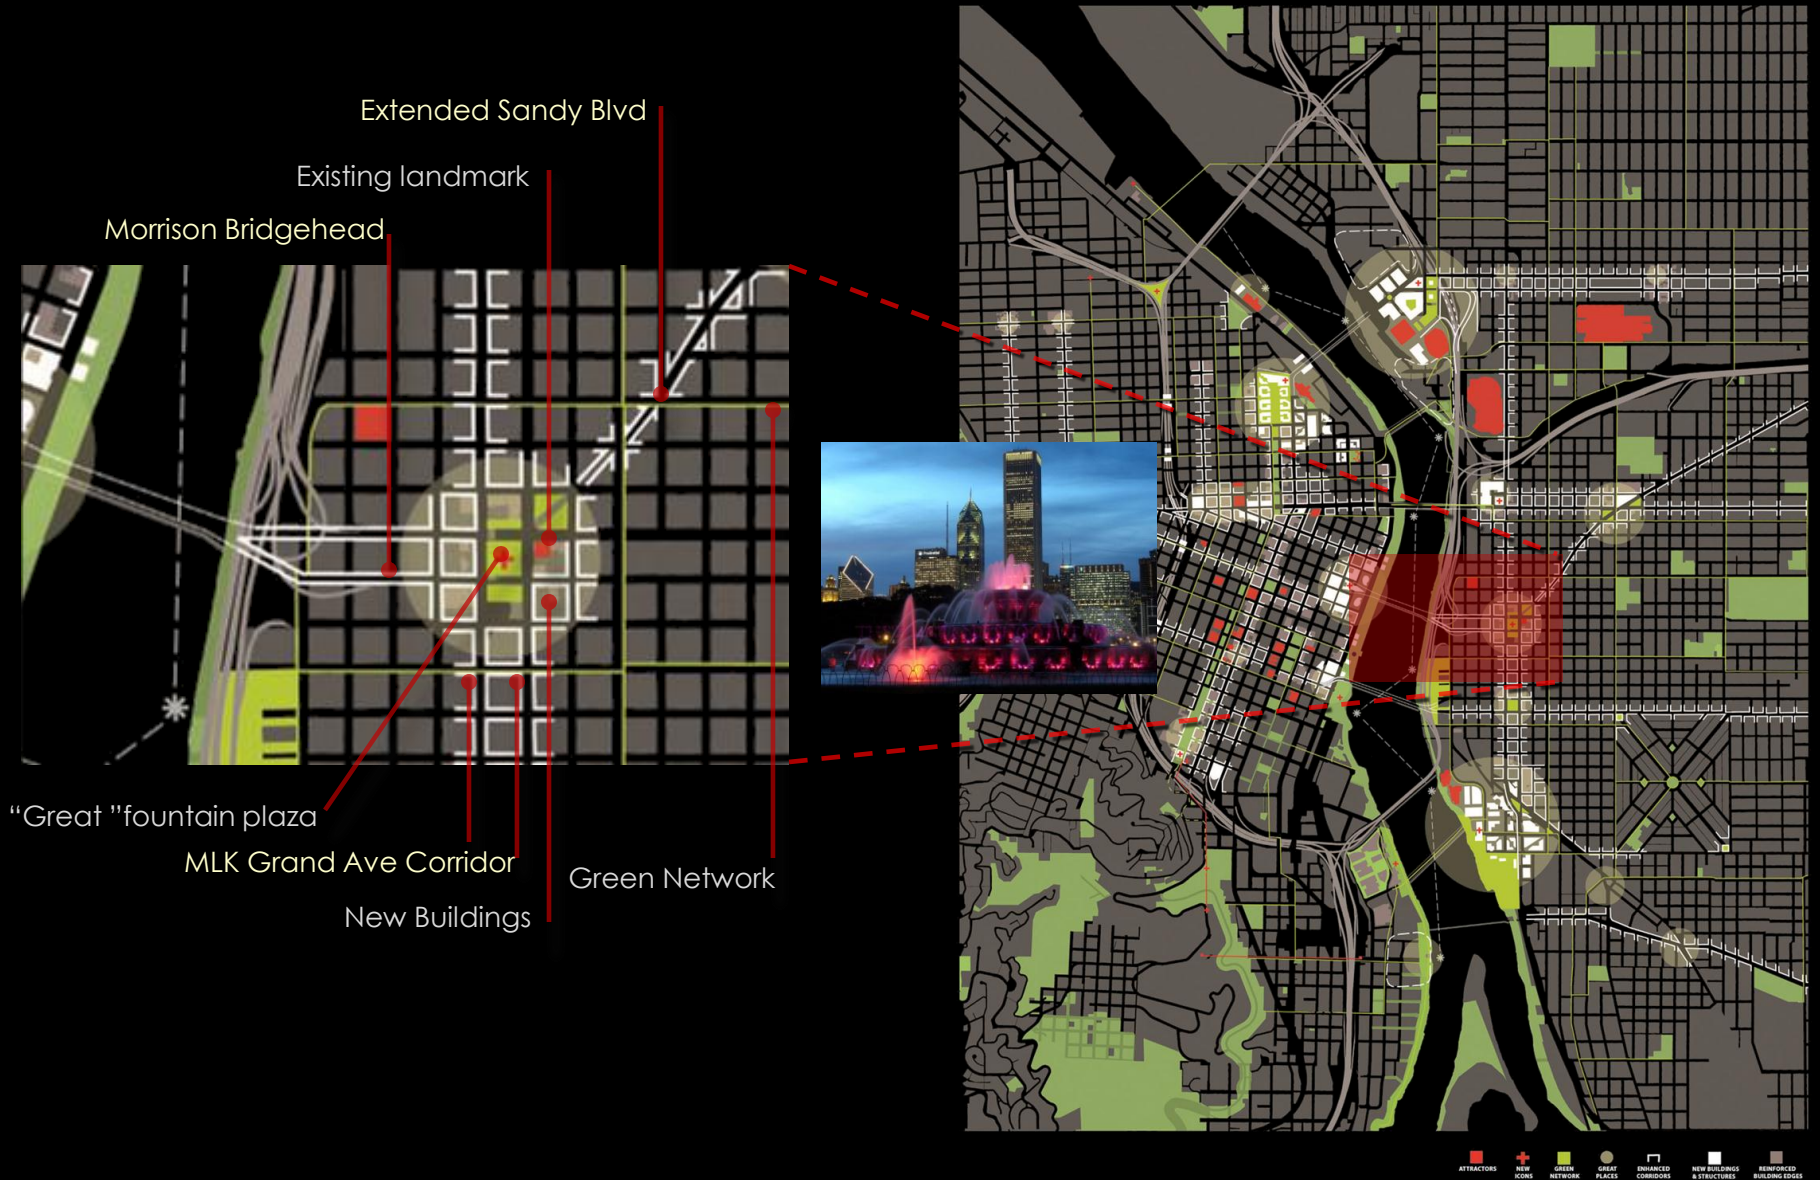 Extended Sandy Blvd
Existing landmark
Morrison Bridgehead
“Great ”fountain plaza
MLK Grand Ave Corridor
Green Network
New Buildings
ATTRACTORS
NEW
ICONS
GREEN
NETWORK
GREAT
PLACES
ENHANCED
CORRIDORS
NEW BUILDINGS
& STRUCTURES
REINFORCED
BUILDING EDGES